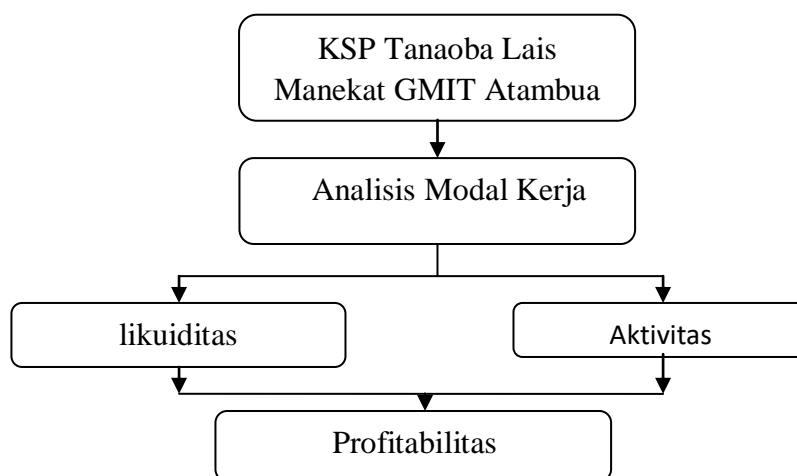 KSP Tanaoba Lais
Manekat GMIT Atambua
Analisis Modal Kerja
likuiditas
Aktivitas
Profitabilitas